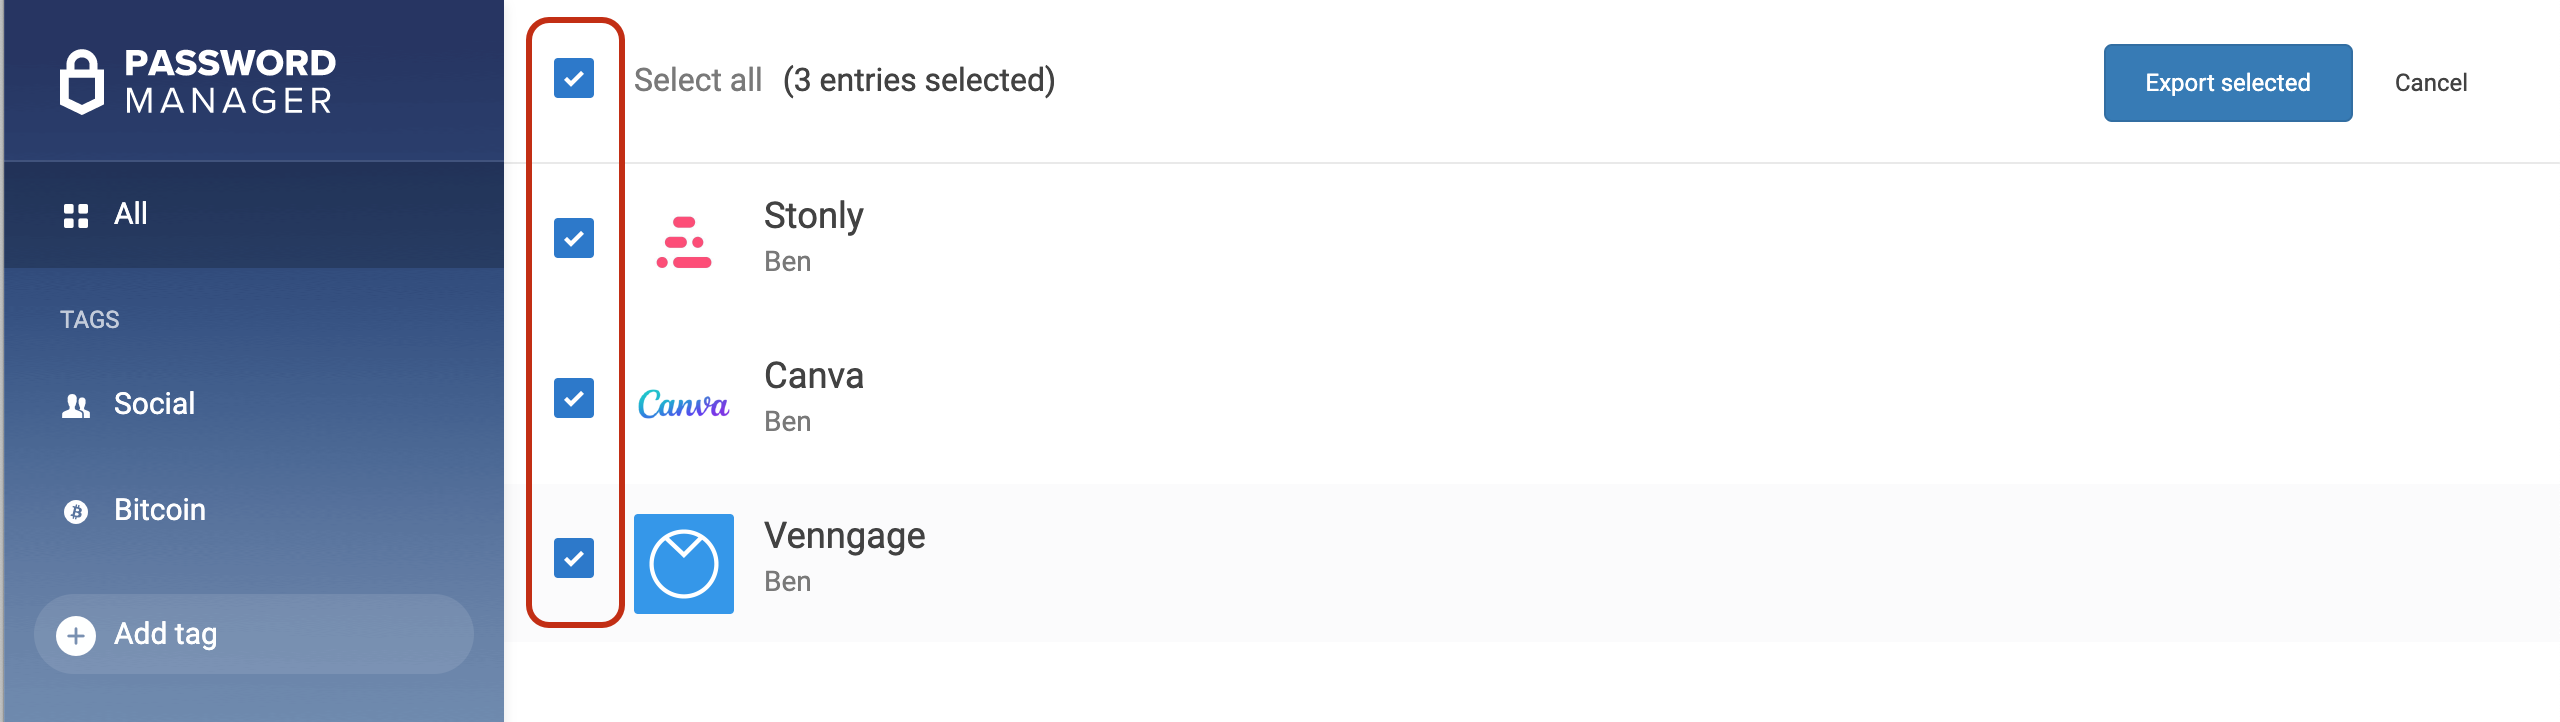 PASSWORD
MANAGER
All
TAGS
Social
Bitcoin
Add tag
Select all (3 entries selected)
Export selected
Cancel
Stonly
Ben
Canva
Canva
Ben
Venngage
Ben